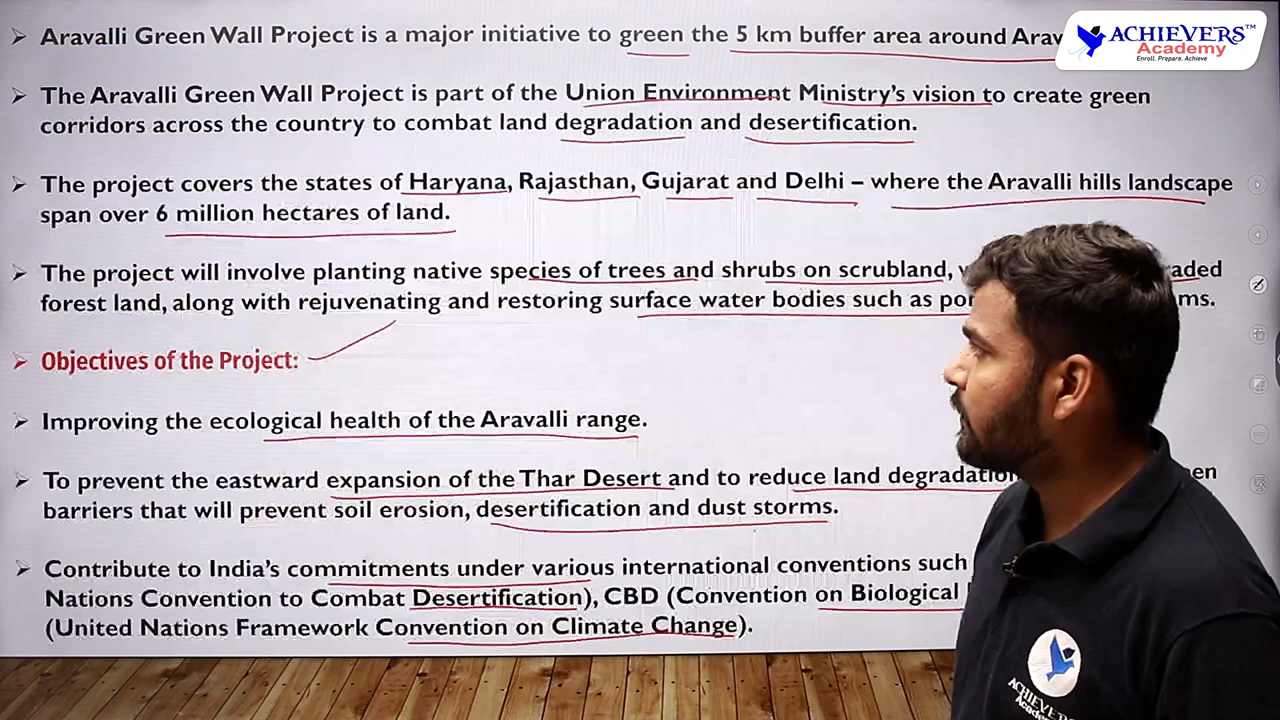 ➤ Aravalli Green Wall Project is a major initiative to green the 5 km buffer area around
ACHIEVERS™
Academy
Enroll. Prepare. Achieve
➤ The Aravalli Green Wall Project is part of the Union Environment Ministry's vision to create green
corridors across the country to combat land degradation and desertification.
➤ The project covers the states of Haryana, Rajasthan, Gujarat and Delhi – where the Aravalli hills landscape
span over 6 million hectares of land.
➤ The project will involve planting native species of trees and shrubs on scrubland,
forest land, along with rejuvenating and restoring surface water bodies such as
➤ Objectives of the Project:
➤ Improving the ecological health of the Aravalli range.
➤ To prevent the eastward expansion of the Thar Desert and to reduce land degradation
barriers that will prevent soil erosion, desertification and dust storms.
➤ Contribute to India's commitments under various international conventions such
Nations Convention to Combat Desertification), CBD (Convention on Biological
(United Nations Framework Convention on Climate Change).
ACHIEVERS